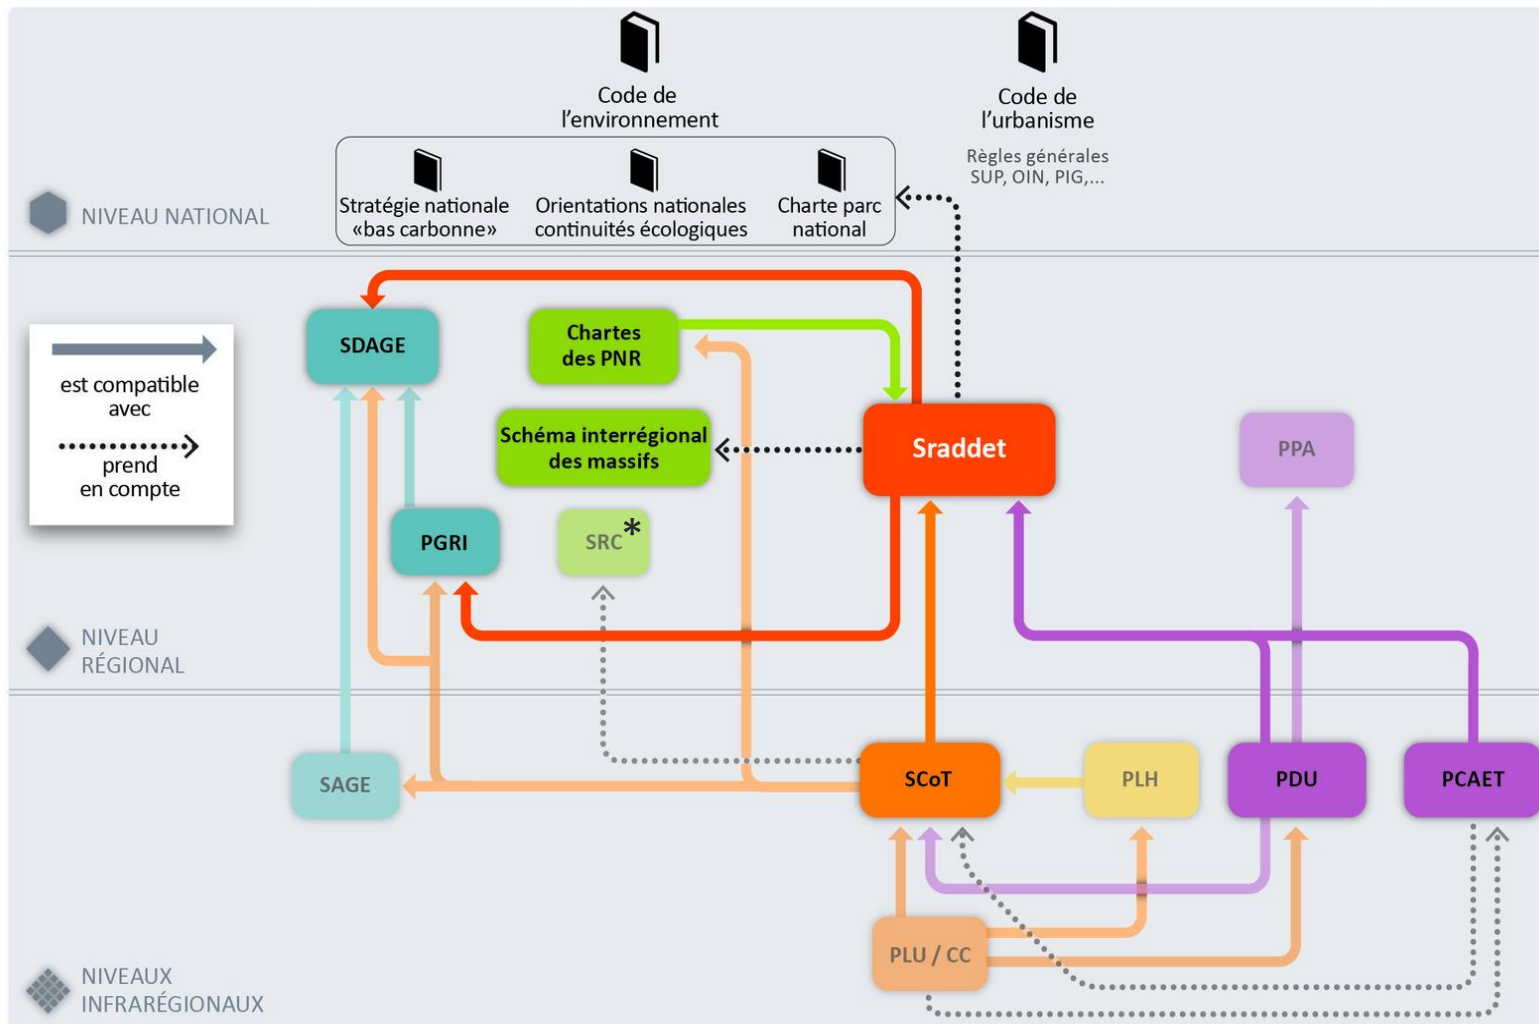 Code de
l'environnement
Code de
l'urbanisme
Règles générales
SUP, OIN, PIG,...
Stratégie nationale
«bas carbonne»
Orientations nationales
continuités écologiques
Charte parc
national
NIVEAU NATIONAL
est compatible
avec
prend
en compte
SDAGE
Chartes
des PNR
Schéma interrégional
des massifs
Sraddet
PPA
PGRI
SRC*
NIVEAU
RÉGIONAL
SAGE
SCoT
PLH
PDU
PCAET
PLU / CC
NIVEAUX
INFRARÉGIONAUX